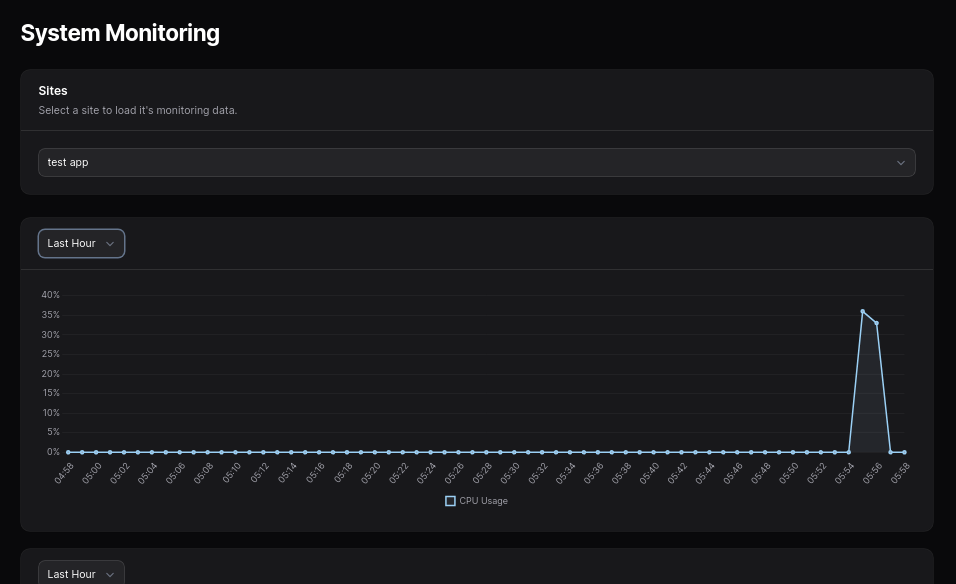 System Monitoring
Sites
Select a site to load it's monitoring data.
test app
Last Hour
40%
35%
30%
25%
20%
15%
10%
5%
0%
04:58 05:00 05:02 05:04 05:06 05:08 05:10 05:12 05:14 05:16 05:18 05:20 05:22 05:24 05:26 05:28 05:30 05:32 05:34 05:36 05:38 05:40 05:42 05:44 05:46 05:48 05:50 05:52 05:54 05:56 05:58
CPU Usage
Last Hour